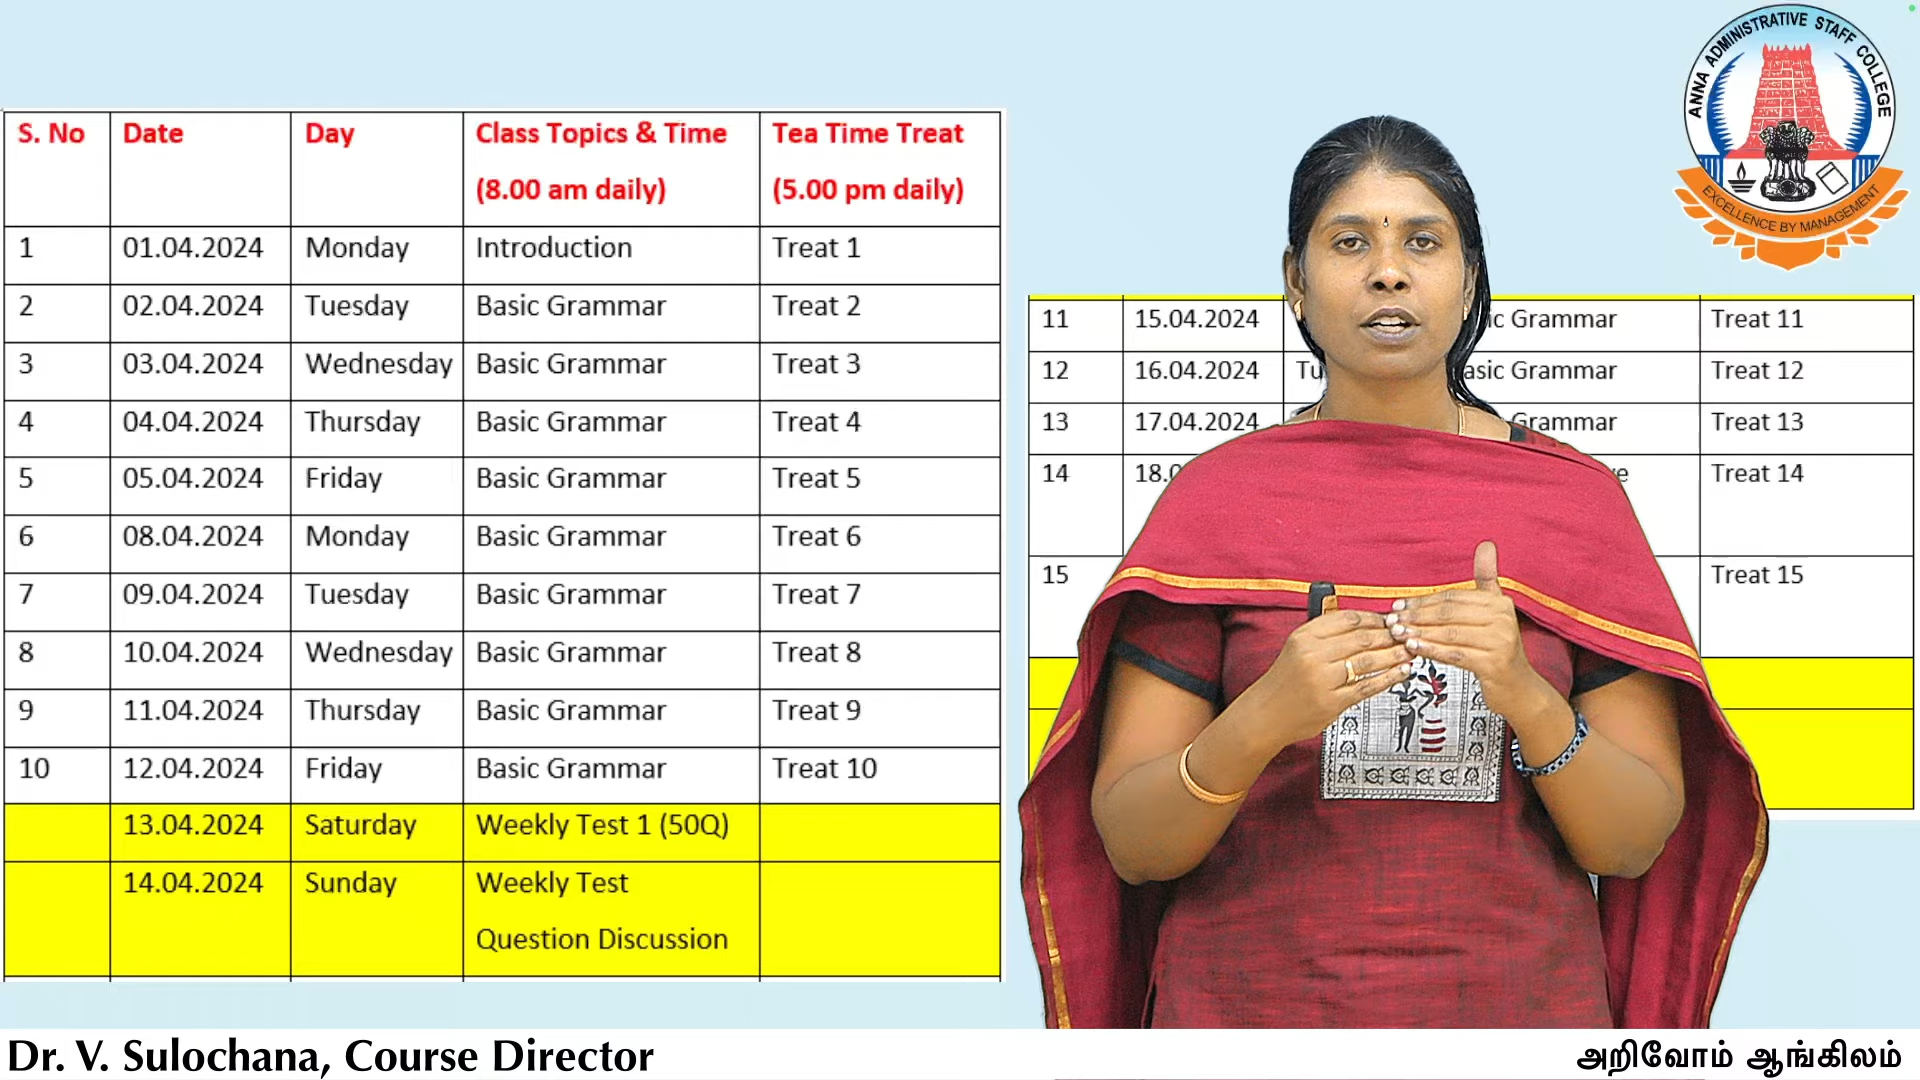 S. No Date Day Class Topics & Time Tea Time Treat
(8.00 am daily) (5.00 pm daily)
1 01.04.2024 Monday Introduction Treat 1
2 02.04.2024 Tuesday Basic Grammar Treat 2
3 03.04.2024 Wednesday Basic Grammar Treat 3
4 04.04.2024 Thursday Basic Grammar Treat 4
5 05.04.2024 Friday Basic Grammar Treat 5
6 08.04.2024 Monday Basic Grammar Treat 6
7 09.04.2024 Tuesday Basic Grammar Treat 7
8 10.04.2024 Wednesday Basic Grammar Treat 8
9 11.04.2024 Thursday Basic Grammar Treat 9
10 12.04.2024 Friday Basic Grammar Treat 10
13.04.2024 Saturday Weekly Test 1 (50Q)
14.04.2024 Sunday Weekly Test
Question Discussion
ANNA ADMINISTRATIVE STAFF COLLEGE
EXCELLENCE BY MANAGEMENT
11 15.04.2024 Grammar Treat 11
12 16.04.2024 Grammar Treat 12
13 17.04.2024 Treat 13
14 Treat 14
15 Treat 15
Dr. V. Sulochana, Course Director
அறிவோம் ஆங்கிலம்